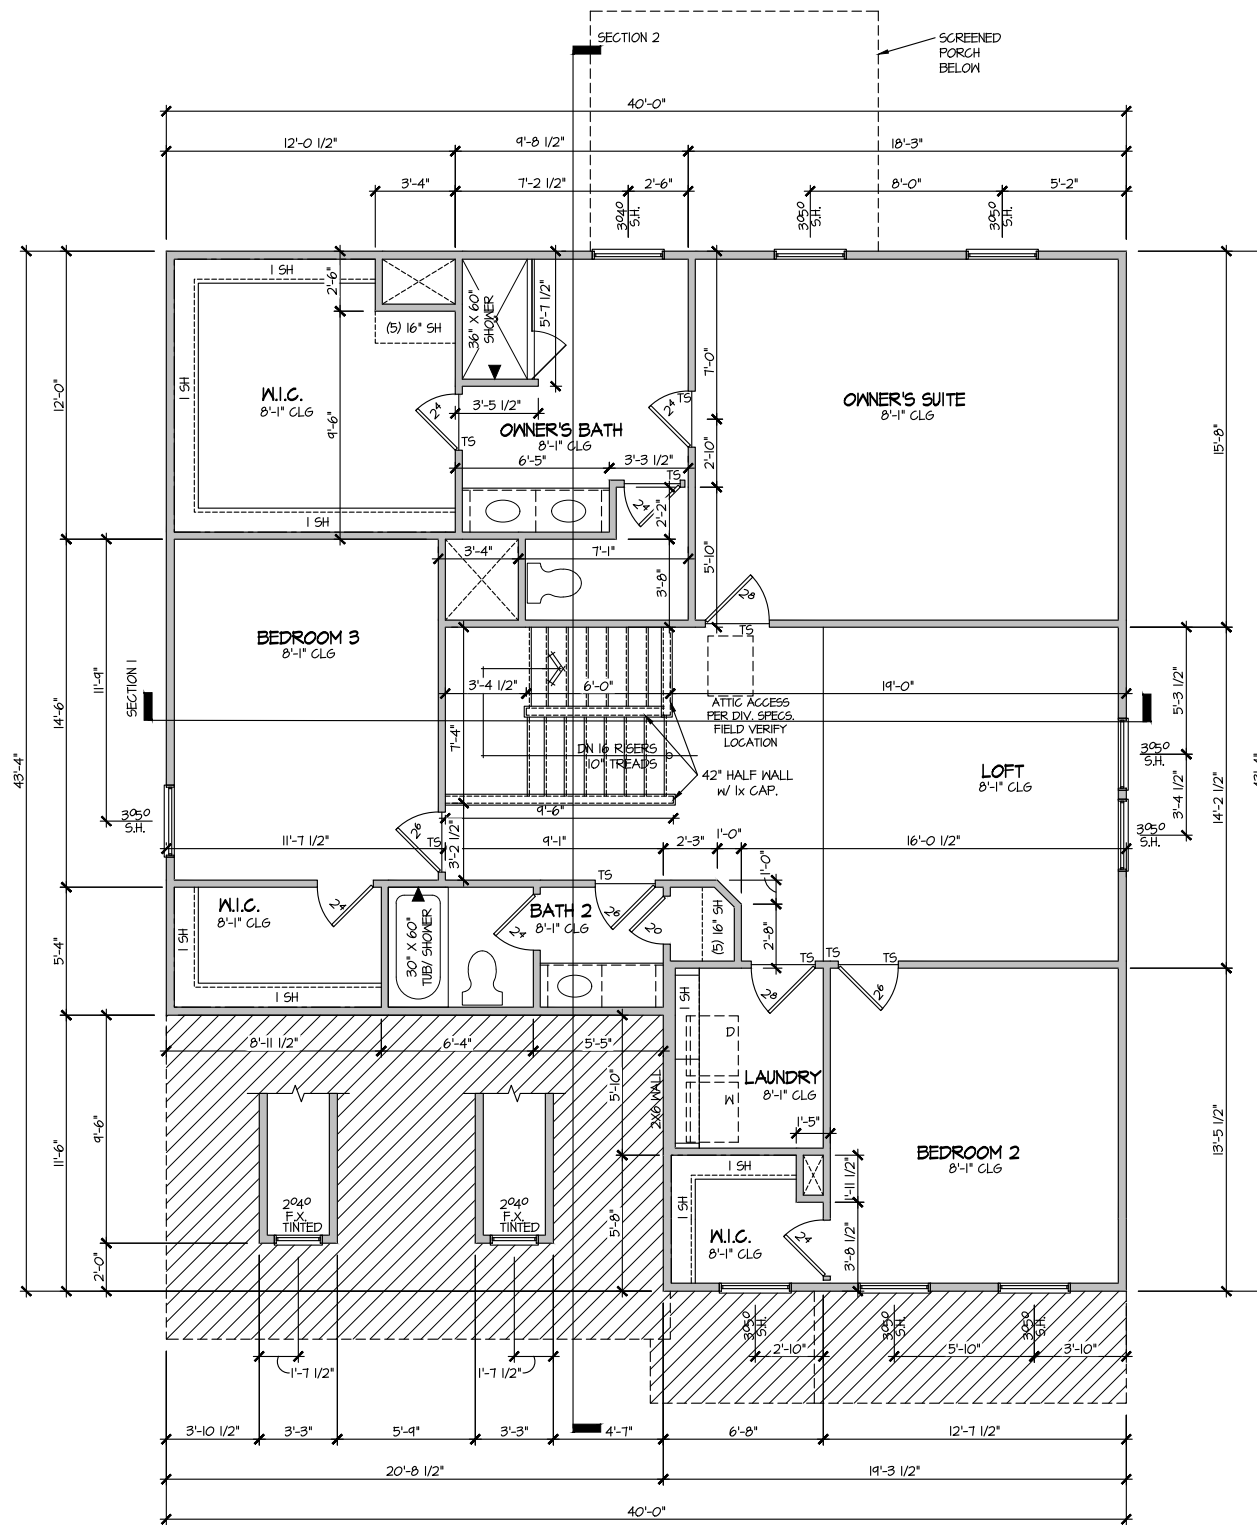 SECTION 2
SCREENED
PORCH
BELOW
40'-0"
12'-0 1/2"
9'-8 1/2"
18'-3"
3'-4"
7'-2 1/2"
2'-6"
8'-0"
5'-2"
3⁰4⁰
S.H.
3⁰5⁰
S.H.
3⁰5⁰
S.H.
1 SH
2'-6"
(5) 16" SH
36" X 60"
SHOWER
5'-7 1/2"
1 SH
W.I.C.
8'-1" CLG
9'-6"
12'-0"
24
TS
3'-5 1/2"
OWNER'S BATH
8'-1" CLG
6'-5"
3'-3 1/2"
24
TS
7'-0"
2'-10"
OWNER'S SUITE
8'-1" CLG
15'-8"
TS
24
2'-2"
1 SH
3'-4"
7'-1"
3'-8"
5'-10"
28
TS
BEDROOM 3
8'-1" CLG
SECTION 1
11'-9"
14'-6"
43'-4"
3'-4 1/2"
6'-0"
19'-0"
5'-3 1/2"
ATTIC ACCESS
PER DIV. SPECS.
FIELD VERIFY
LOCATION
7'-4"
DN 16 RISERS
10" TREADS
42" HALF WALL
W/ 1x CAP.
LOFT
8'-1" CLG
3⁰5⁰
S.H.
3'-4 1/2"
14'-2 1/2"
3⁰5⁰
S.H.
3⁰5⁰
S.H.
9'-6"
26
TS
3'-2 1/2"
11'-7 1/2"
9'-1"
2'-3"
1'-0"
16'-0 1/2"
1'-0"
TS
W.I.C.
8'-1" CLG
24
1 SH
1 SH
5'-4"
30" X 60"
TUB/ SHOWER
24
BATH 2
8'-1" CLG
26
20
(5) 16" SH
2'-8"
TS
TS
TS
28
26
1 SH
D
W
LAUNDRY
8'-1" CLG
2X6 WALL
8'-11 1/2"
6'-4"
5'-5"
5'-10"
1'-5"
BEDROOM 2
8'-1" CLG
13'-5 1/2"
9'-6"
11'-6"
2'-0"
2⁰4⁰
F.X.
TINTED
2⁰4⁰
F.X.
TINTED
5'-8"
1 SH
1 SH
W.I.C.
8'-1" CLG
24
1'-11 1/2"
3'-8 1/2"
3⁰5⁰
S.H.
3⁰5⁰
S.H.
3⁰5⁰
S.H.
2'-10"
5'-10"
3'-10"
1'-7 1/2"
1'-7 1/2"
3'-10 1/2"
3'-3"
5'-9"
3'-3"
4'-7"
6'-8"
12'-7 1/2"
20'-8 1/2"
19'-3 1/2"
40'-0"